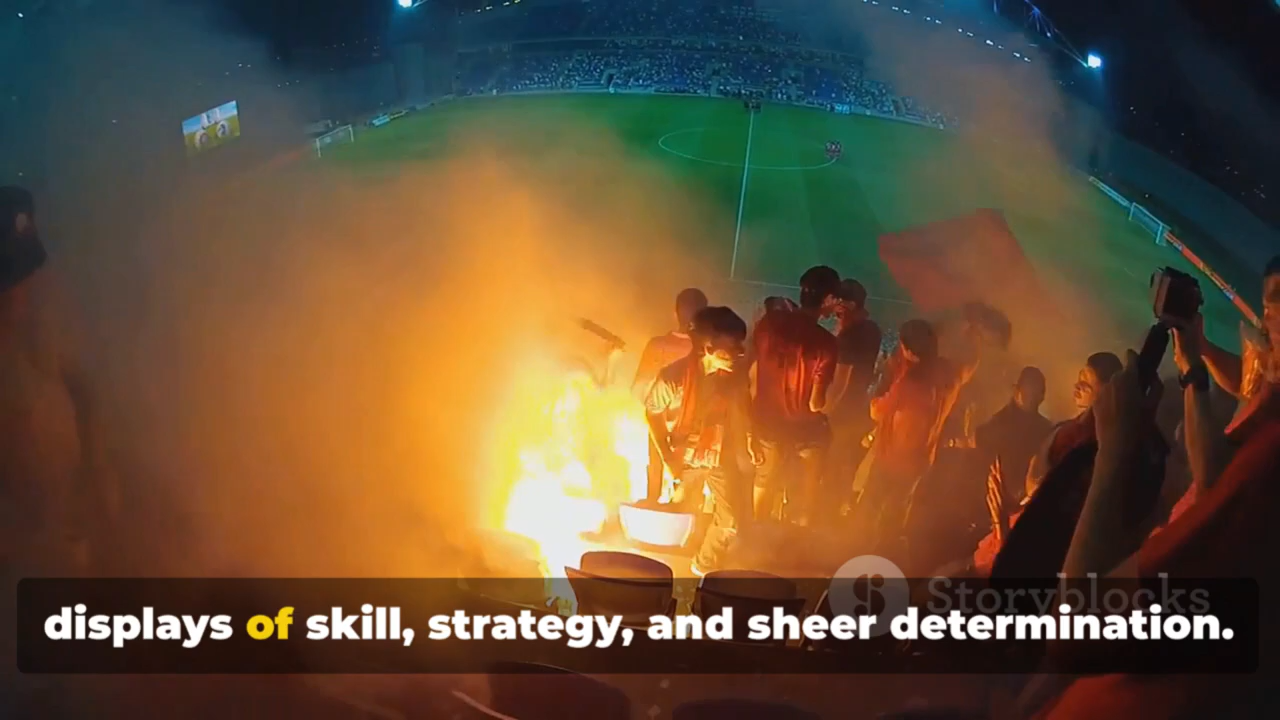 Storyblocks
displays of skill, strategy, and sheer determination.